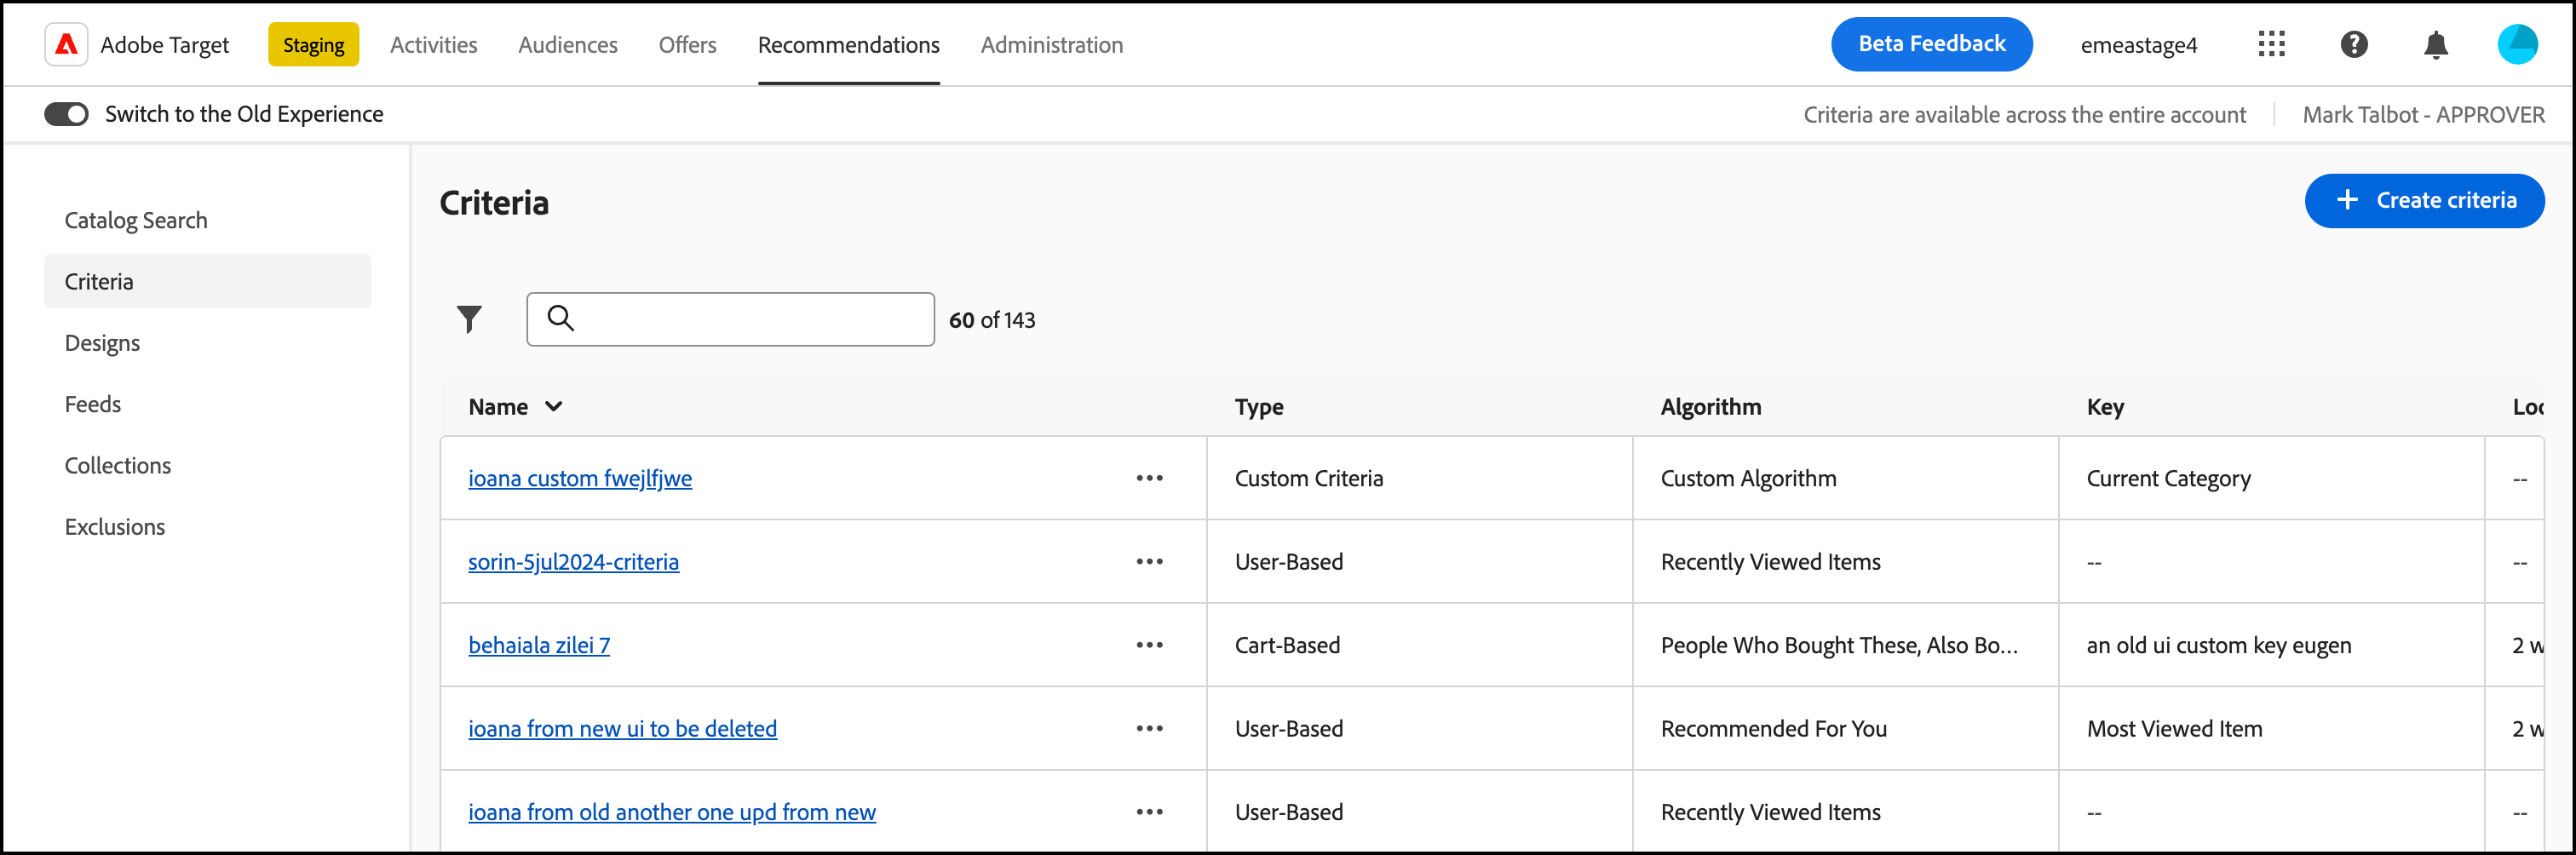 Adobe Target Staging Activities Audiences Offers Recommendations Administration Beta Feedback emeastage4
Switch to the Old Experience Criteria are available across the entire account Mark Talbot - APPROVER
Catalog Search
Criteria
Designs
Feeds
Collections
Exclusions
Criteria
+ Create criteria
60 of 143
Name Type Algorithm Key
ioana custom fwejlfjwe ••• Custom Criteria Custom Algorithm Current Category --
sorin-5jul2024-criteria ••• User-Based Recently Viewed Items -- --
behaiala zilei 7 ••• Cart-Based People Who Bought These, Also Bo... an old ui custom key eugen 2 w
ioana from new ui to be deleted ••• User-Based Recommended For You Most Viewed Item 2 w
ioana from old another one upd from new ••• User-Based Recently Viewed Items -- --